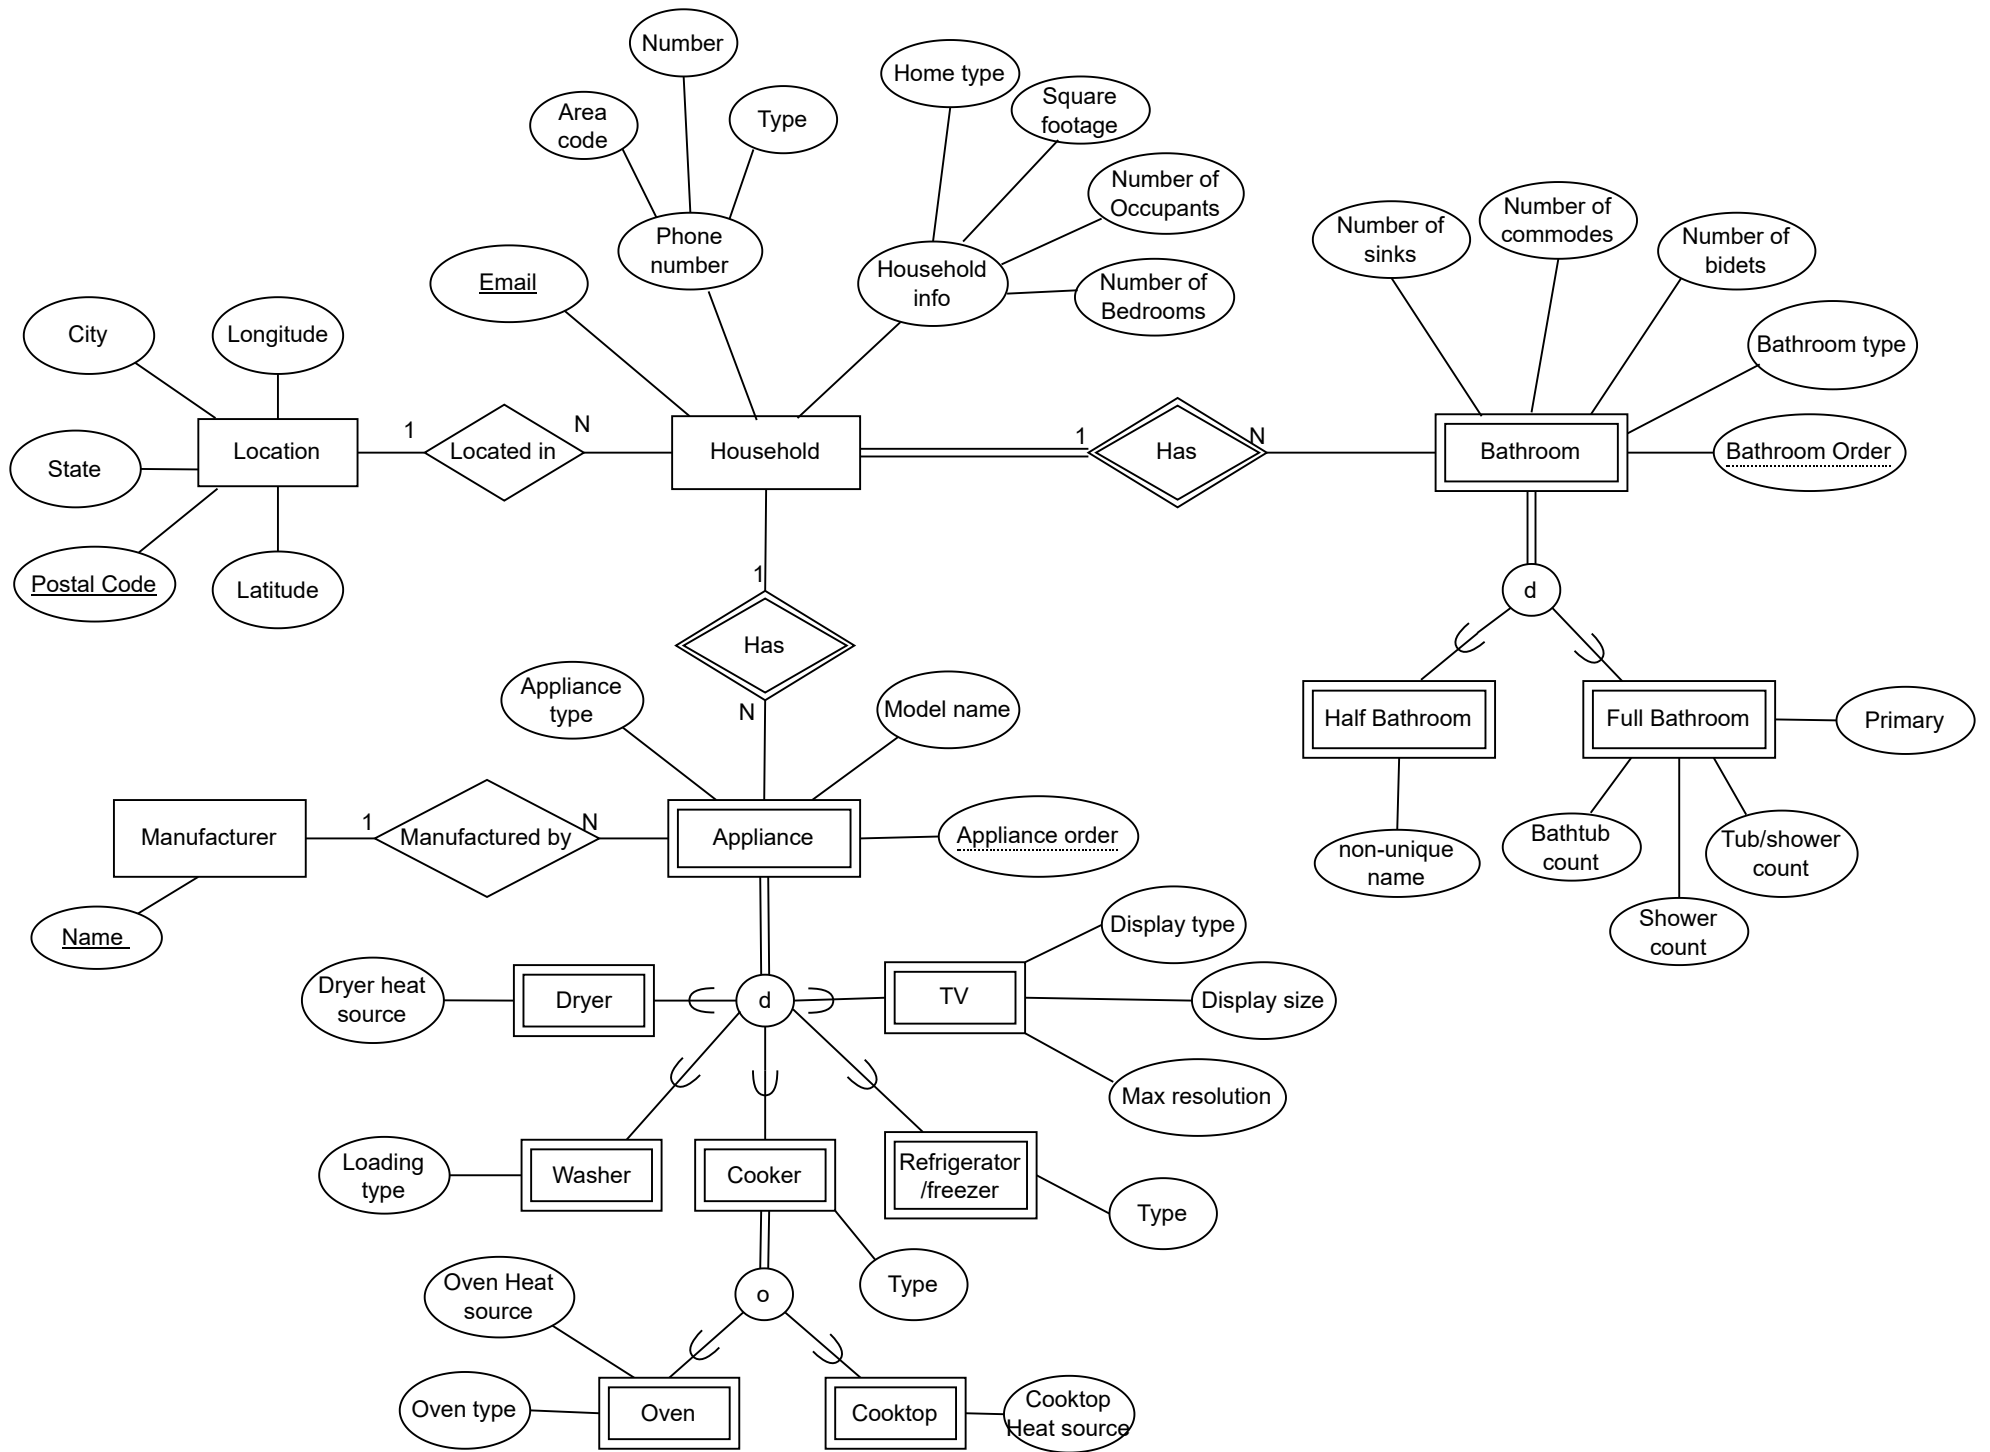 Number
Home type
Area
code
Type
Square
footage
Number of
Occupants
Phone
number
Household
info
Number of
Bedrooms
Email
Number of
sinks
Number of
commodes
Number of
bidets
City
Longitude
Bathroom type
Location
1
Located in
N
Household
1
Has
N
Bathroom
Bathroom Order
State
Postal Code
Latitude
1
Has
N
d
Half Bathroom
Full Bathroom
Primary
non-unique
name
Bathtub
count
Tub/shower
count
Shower
count
Appliance
type
Model name
Manufacturer
1
Manufactured by
N
Appliance
Appliance order
Name
Dryer heat
source
Dryer
d
TV
Display type
Display size
Max resolution
Loading
type
Washer
Cooker
Refrigerator
/freezer
Type
Type
Oven Heat
source
o
Oven type
Oven
Cooktop
Cooktop
Heat source